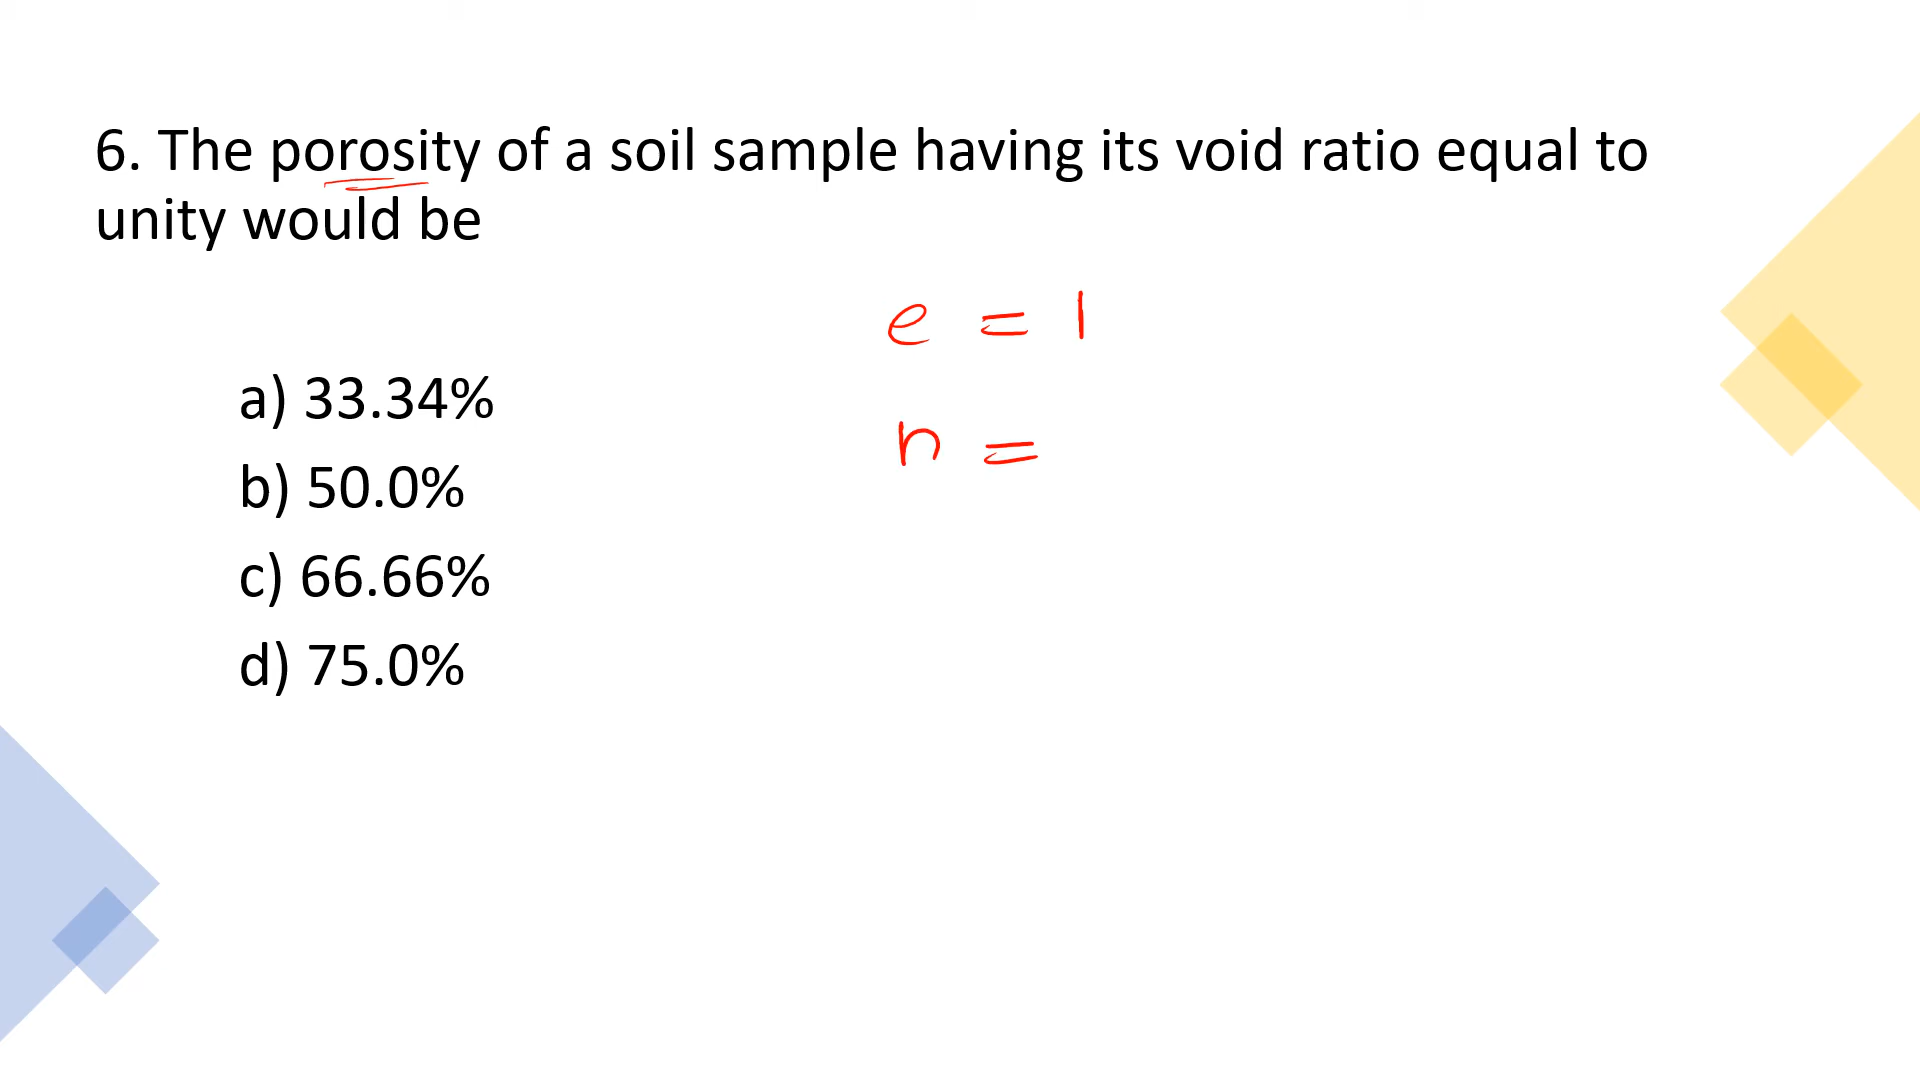 6. The porosity of a soil sample having its void ratio equal to
unity would be
e = 1
a) 33.34%
n =
b) 50.0%
c) 66.66%
d) 75.0%